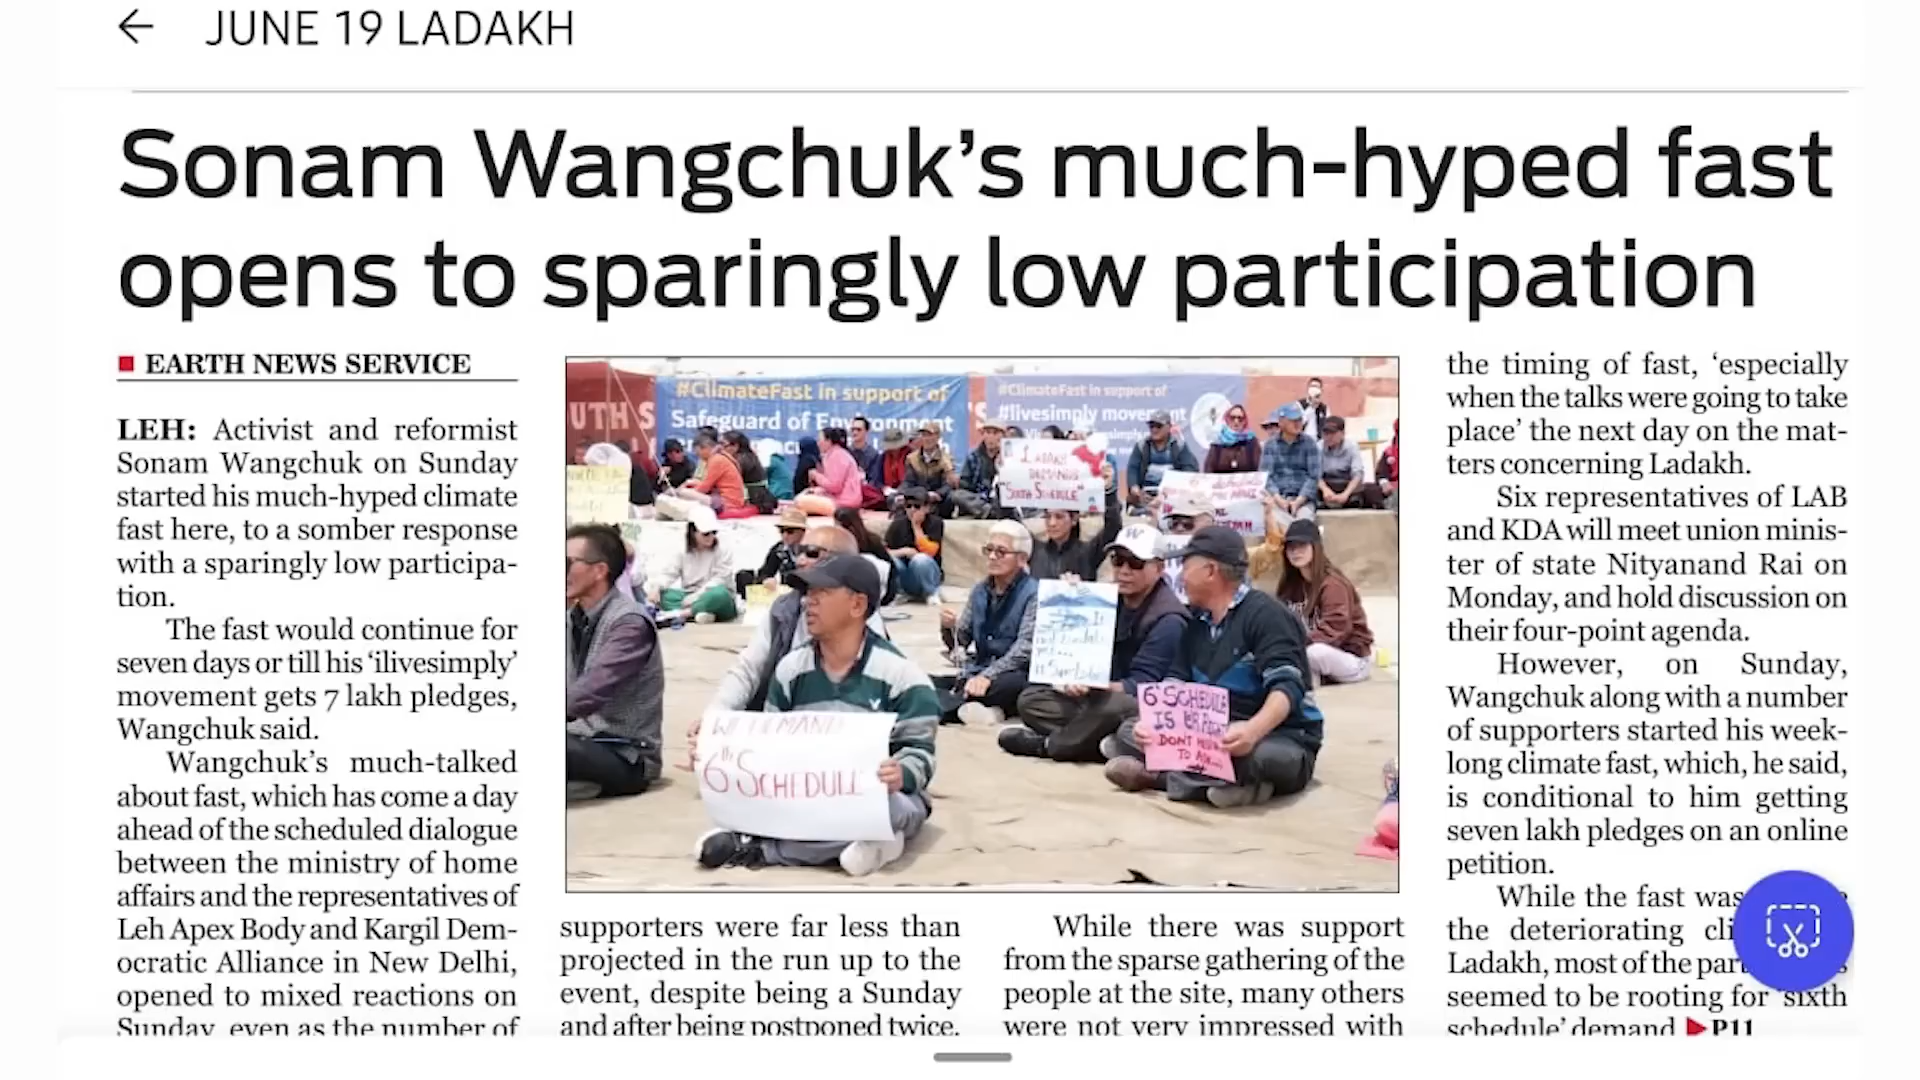 JUNE 19 LADAKH
Sonam Wangchuk's much-hyped fast
opens to sparingly low participation
EARTH NEWS SERVICE
LEH: Activist and reformist
Sonam Wangchuk on Sunday
started his much-hyped climate
fast here, to a somber response
with a sparingly low participa-
tion.
The fast would continue for
seven days or till his 'ilivesimply'
movement gets 7 lakh pledges,
Wangchuk said.
Wangchuk's much-talked
about fast, which has come a day
ahead of the scheduled dialogue
between the ministry of home
affairs and the representatives of
Leh Apex Body and Kargil Dem-
ocratic Alliance in New Delhi,
opened to mixed reactions on
Sunday, even as the number of
#ClimateFast in support of
Safeguard of Environment
#ClimateFast in support of
#livesimply movement
LADAKH
DEMANDS
"SIXTH SCHEDULE"
WE DEMAND
6th SCHEDULE
6th SCHEDULE
IS OUR RIGHT
DON'T
TO
supporters were far less than
projected in the run up to the
event, despite being a Sunday
and after being postponed twice.
While there was support
from the sparse gathering of the
people at the site, many others
were not very impressed with
the timing of fast, 'especially
when the talks were going to take
place' the next day on the mat-
ters concerning Ladakh.
Six representatives of LAB
and KDA will meet union minis-
ter of state Nityanand Rai on
Monday, and hold discussion on
their four-point agenda.
However, on Sunday,
Wangchuk along with a number
of supporters started his week-
long climate fast, which, he said,
is conditional to him getting
seven lakh pledges on an online
petition.
While the fast was
the deteriorating
Ladakh, most of the
seemed to be rooting for 'sixth
schedule' demand ▶P11